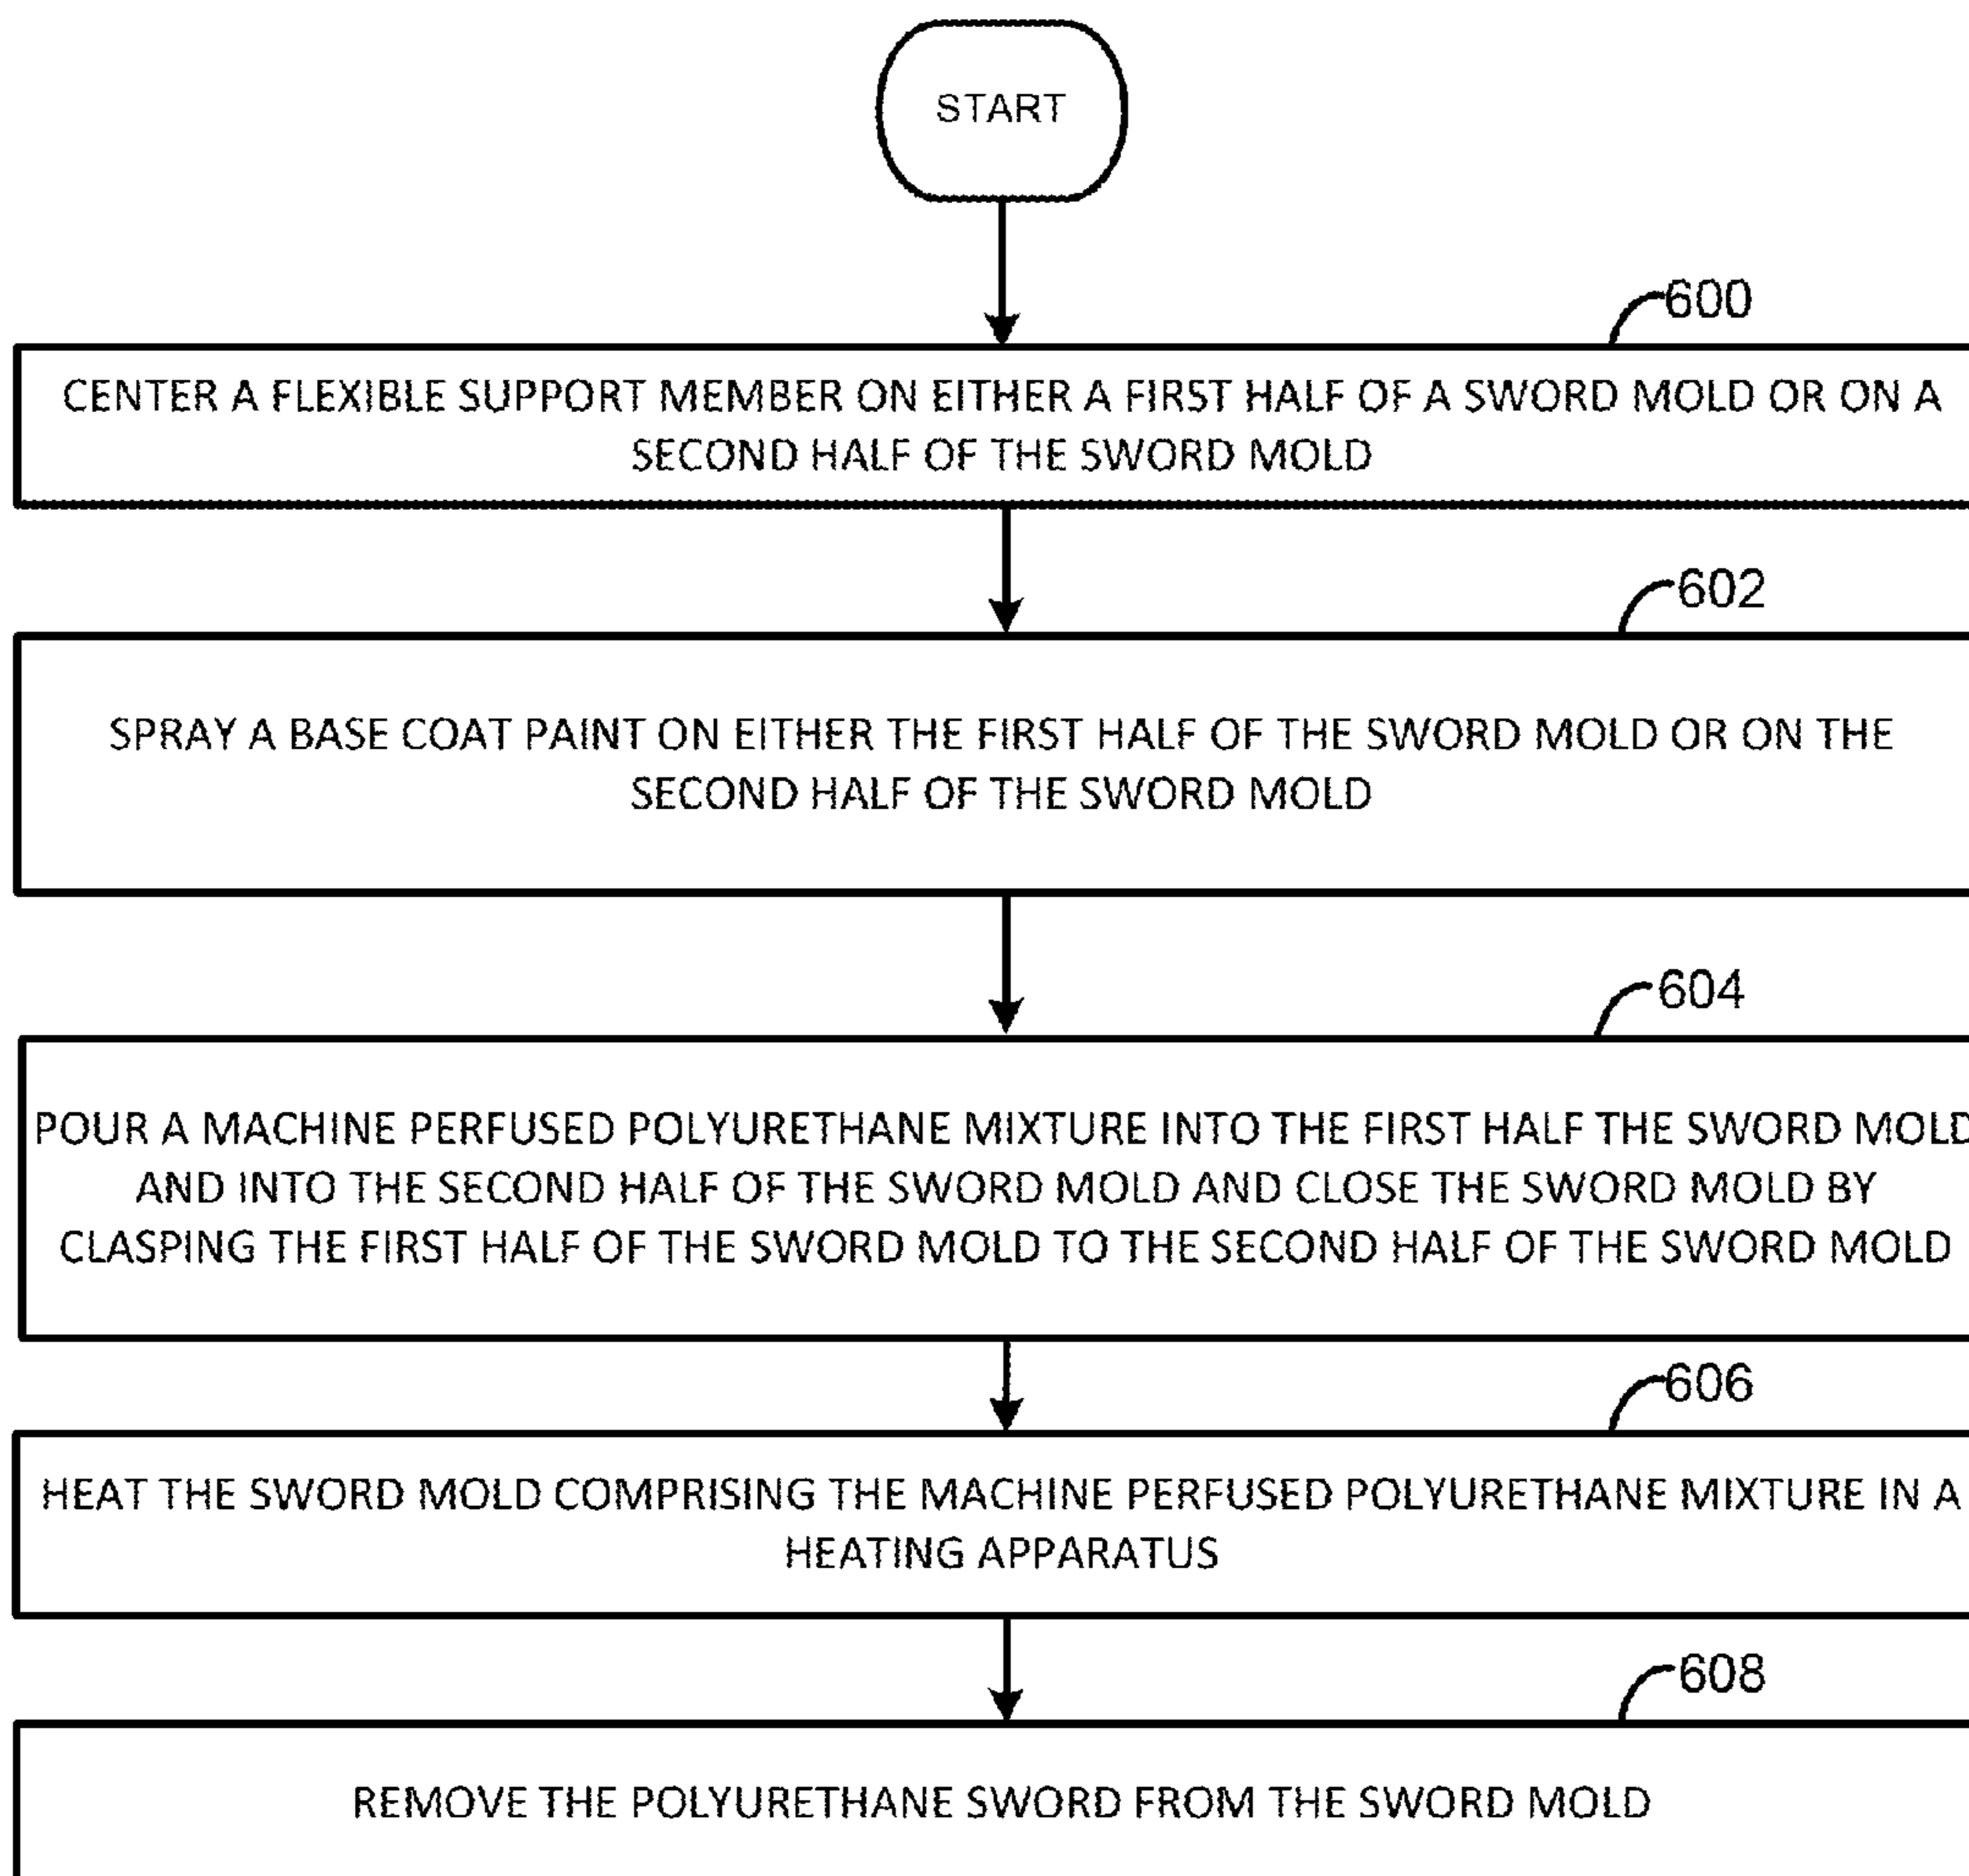 START
600
CENTER A FLEXIBLE SUPPORT MEMBER ON EITHER A FIRST HALF OF A SWORD MOLD OR ON A
SECOND HALF OF THE SWORD MOLD
602
SPRAY A BASE COAT PAINT ON EITHER THE FIRST HALF OF THE SWORD MOLD OR ON THE
SECOND HALF OF THE SWORD MOLD
604
POUR A MACHINE PERFUSED POLYURETHANE MIXTURE INTO THE FIRST HALF THE SWORD MOLD
AND INTO THE SECOND HALF OF THE SWORD MOLD AND CLOSE THE SWORD MOLD BY
CLASPING THE FIRST HALF OF THE SWORD MOLD TO THE SECOND HALF OF THE SWORD MOLD
606
HEAT THE SWORD MOLD COMPRISING THE MACHINE PERFUSED POLYURETHANE MIXTURE IN A
HEATING APPARATUS
608
REMOVE THE POLYURETHANE SWORD FROM THE SWORD MOLD